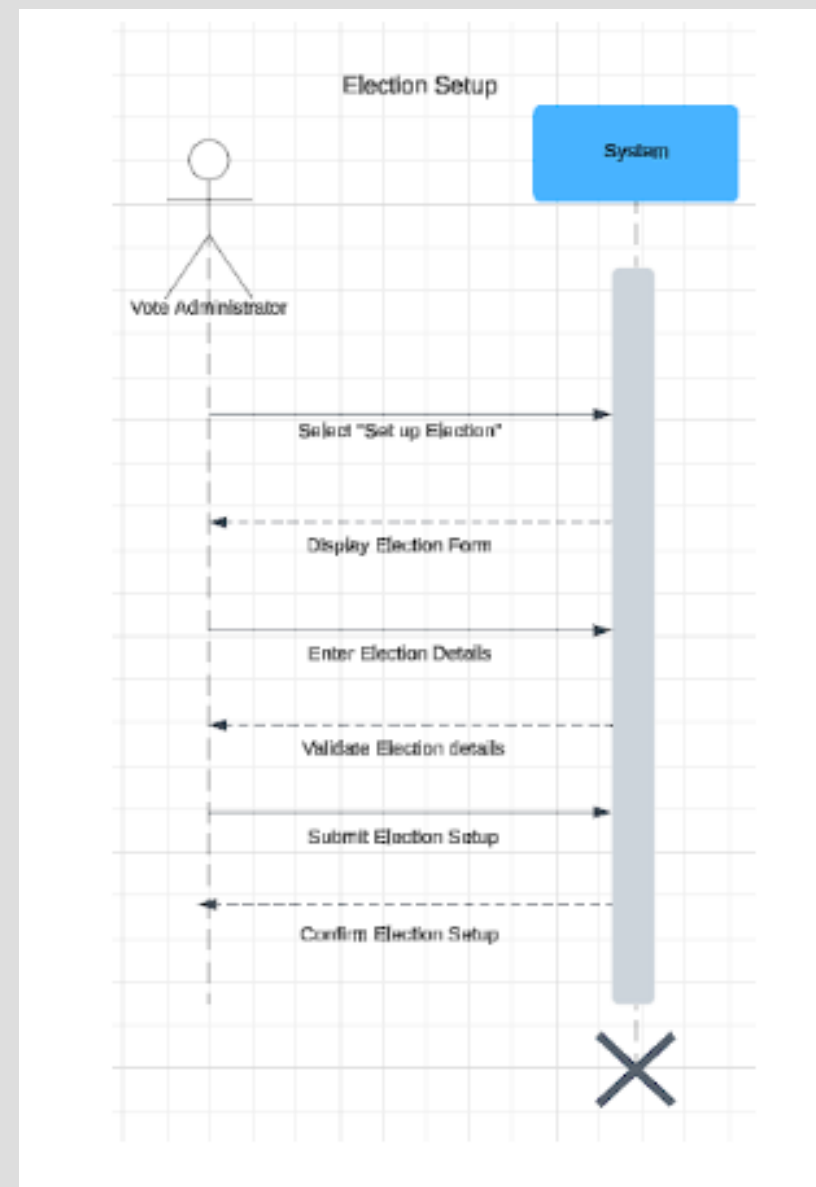 Election Setup
System
Vote Administrator
Select "Set up Election"
Display Election Form
Enter Election Details
Validate Election details
Submit Election Setup
Confirm Election Setup